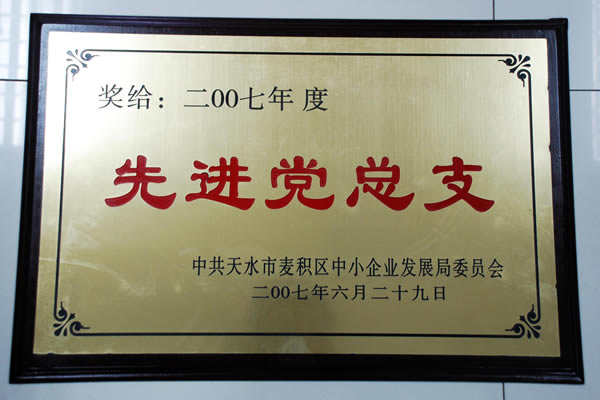 奖给：二00七年 度
先进党总支
中共天水市麦积区中小企业发展局委员会
二00七年六月二十九日